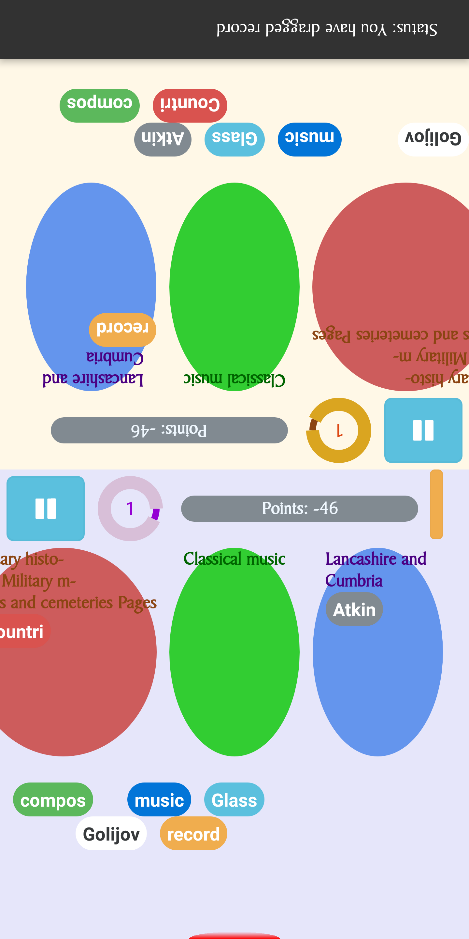 Status: You have dragged record
compos
Countri
Atkin
Glass
music
Golijov
record
Lancashire and
Cumbria
Classical music
ary histo-
Military m-
s and cemeteries Pages
Points: -46
1
1
Points: -46
ary histo-
Military m-
s and cemeteries Pages
Classical music
Lancashire and
Cumbria
ountri
Atkin
compos
music
Glass
Golijov
record